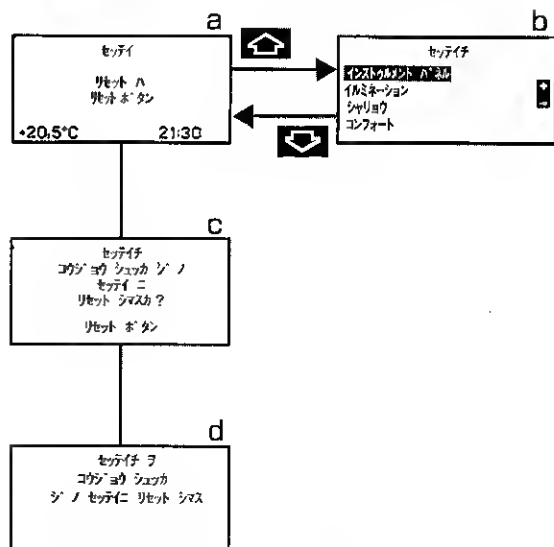 a
セッテイ
リセット ハ
リセット ボタン
+20.5°C 21:30
b
セッテイチ
インストゥルメント パネル
イルミネーション
シャリョウ
コンフォート
c
セッテイチ
コウジョウ シュッカ ジ ノ
セッテイ ニ
リセット シマスカ?
リセット ボタン
d
セッテイチ ヲ
コウジョウ シュッカ
ジ ノ セッテイニ リセット シマス